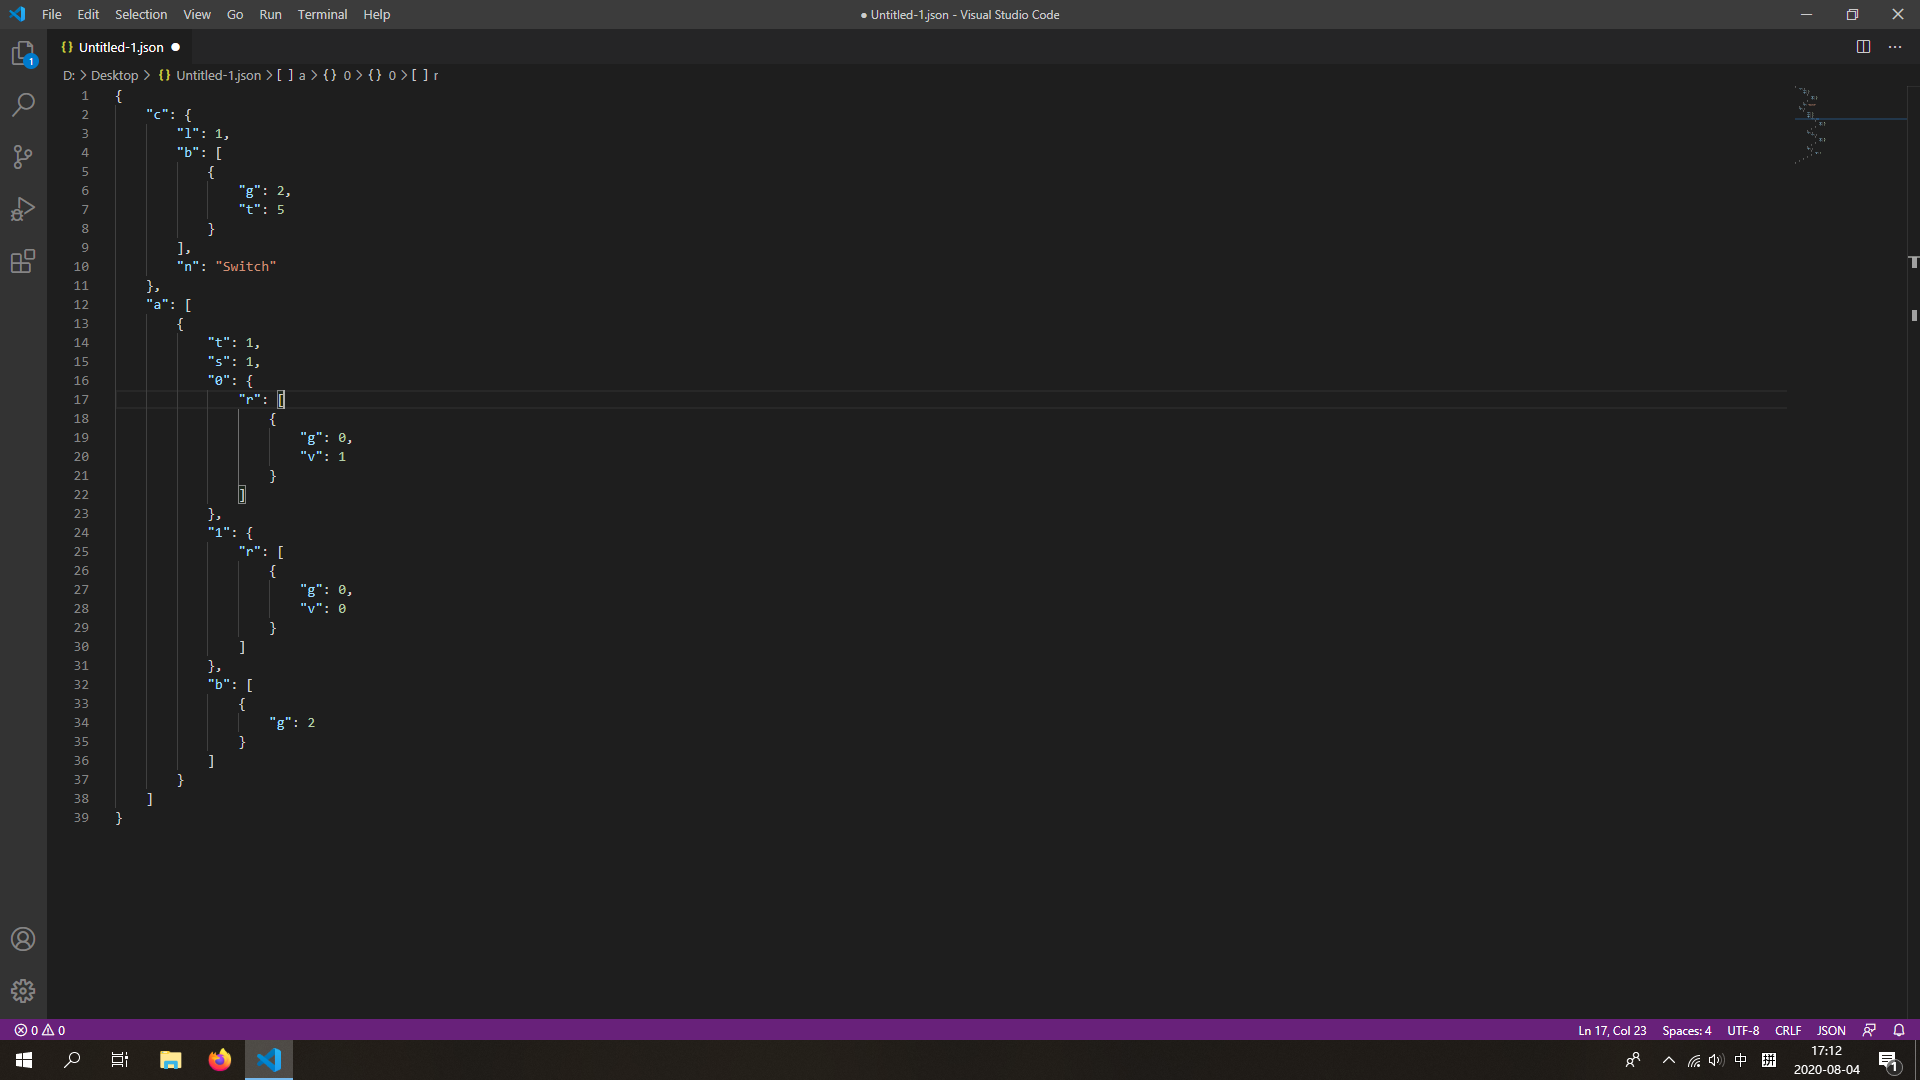 File Edit Selection View Go Run Terminal Help
● Untitled-1.json - Visual Studio Code
1
{} Untitled-1.json ●
D: > Desktop > {} Untitled-1.json > [ ] a > {} 0 > {} 0 > [ ] r
1 {
2     "c": {
3         "l": 1,
4         "b": [
5             {
6                 "g": 2,
7                 "t": 5
8             }
9         ],
10         "n": "Switch"
11     },
12     "a": [
13         {
14             "t": 1,
15             "s": 1,
16             "0": {
17                 "r": [
18                     {
19                         "g": 0,
20                         "v": 1
21                     }
22                 ]
23             },
24             "1": {
25                 "r": [
26                     {
27                         "g": 0,
28                         "v": 0
29                     }
30                 ]
31             },
32             "b": [
33                 {
34                     "g": 2
35                 }
36             ]
37         }
38     ]
39 }
0 0 Ln 17, Col 23 Spaces: 4 UTF-8 CRLF JSON
中 拼 17:12
2020-08-04
1